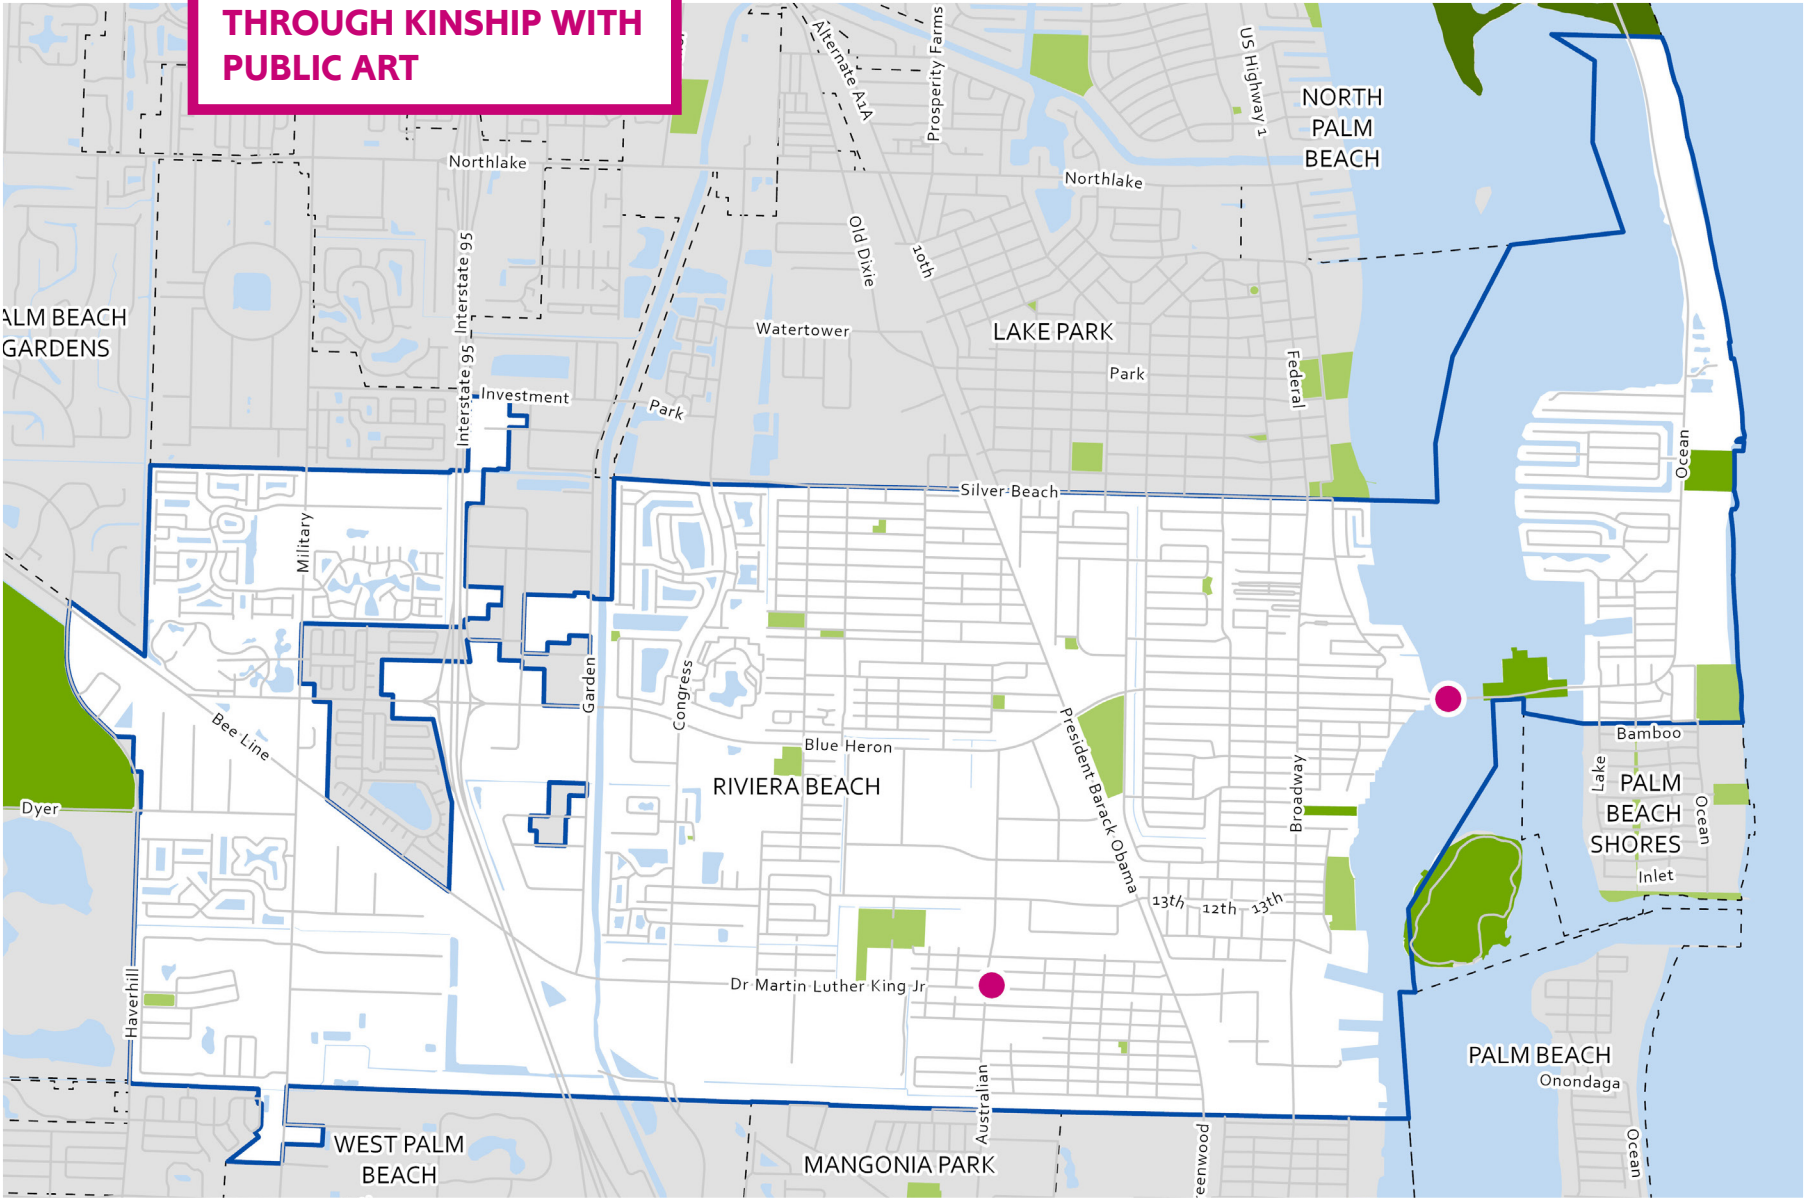 THROUGH KINSHIP WITH
PUBLIC ART
Alternate A1A
Prosperity Farms
US Highway 1
NORTH
PALM
BEACH
Northlake
Northlake
Old Dixie
10th
Interstate 95
Interstate 95
ALM BEACH
GARDENS
Watertower
LAKE PARK
Park
Federal
Investment
Park
Ocean
Silver Beach
Military
Garden
Congress
Bee Line
Blue Heron
President Barack Obama
Broadway
Bamboo
RIVIERA BEACH
Lake
PALM
BEACH
SHORES
Ocean
Dyer
Inlet
13th
12th
13th
Haverhill
Dr Martin Luther King Jr
Australian
PALM BEACH
Onondaga
WEST PALM
BEACH
MANGONIA PARK
reenwood
Ocean